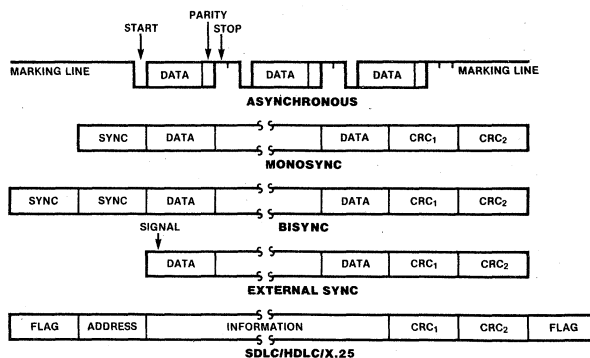 PARITY
START STOP
MARKING LINE DATA DATA DATA MARKING LINE
ASYNCHRONOUS
SYNC DATA DATA CRC1 CRC2
MONOSYNC
SYNC SYNC DATA DATA CRC1 CRC2
BISYNC
SIGNAL
DATA DATA CRC1 CRC2
EXTERNAL SYNC
FLAG ADDRESS INFORMATION CRC1 CRC2 FLAG
SDLC/HDLC/X.25